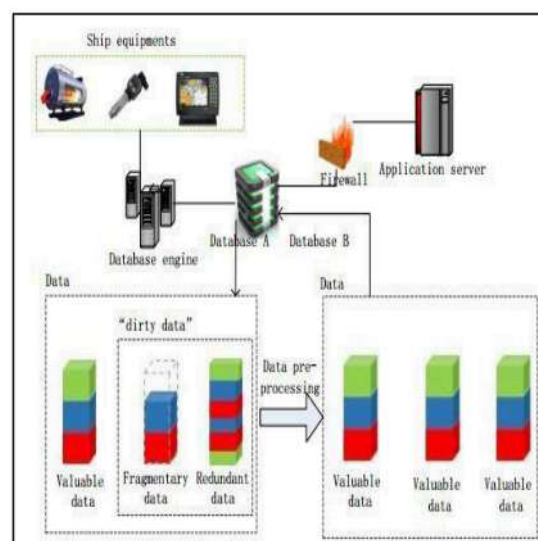 Ship equipments
Firewall
Application server
Database engine
Database A
Database B
Data
"dirty data"
Valuable
data
Fragmentary
data
Redundant
data
Data pre-
processing
Data
Valuable
data
Valuable
data
Valuable
data